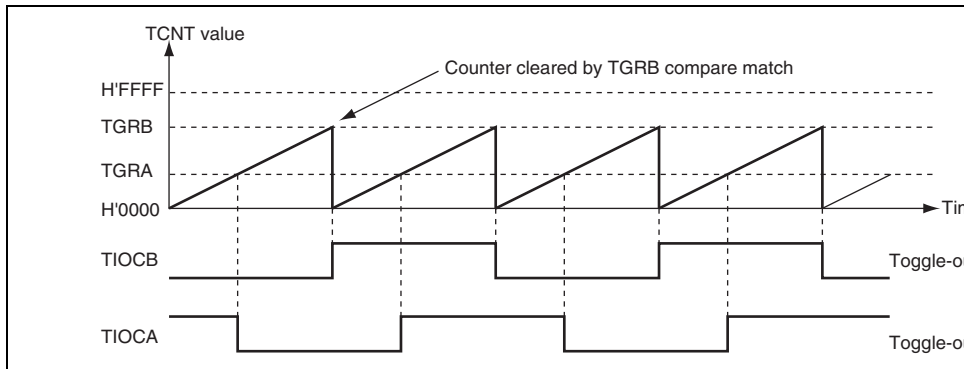 TCNT value
Counter cleared by TGRB compare match
H'FFFF
TGRB
TGRA
H'0000
TIOCB
TIOCA